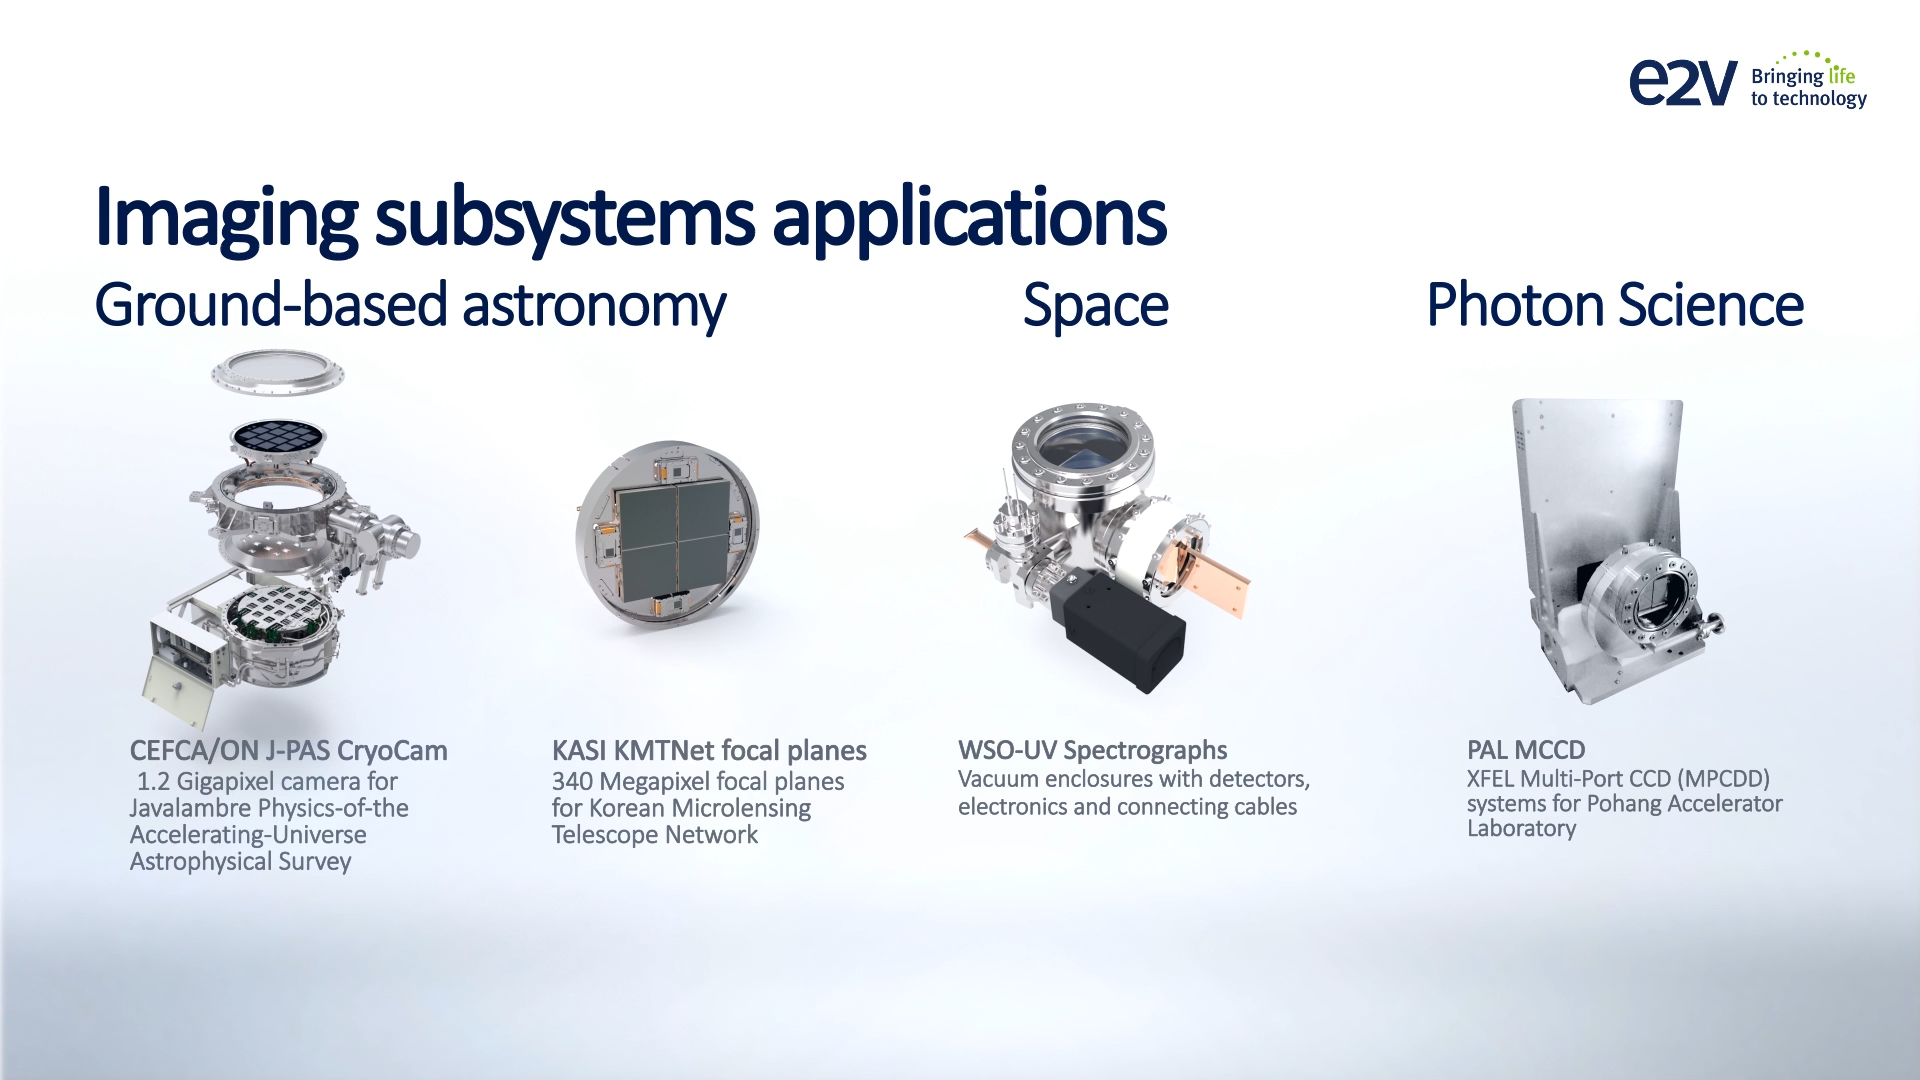 e2v Bringing life
to technology
Imaging subsystems applications
Ground-based astronomy
Space
Photon Science
CEFCA/ON J-PAS CryoCam
1.2 Gigapixel camera for
Javalambre Physics-of-the
Accelerating-Universe
Astrophysical Survey
KASI KMTNet focal planes
340 Megapixel focal planes
for Korean Microlensing
Telescope Network
WSO-UV Spectrographs
Vacuum enclosures with detectors,
electronics and connecting cables
PAL MCCD
XFEL Multi-Port CCD (MPCDD)
systems for Pohang Accelerator
Laboratory